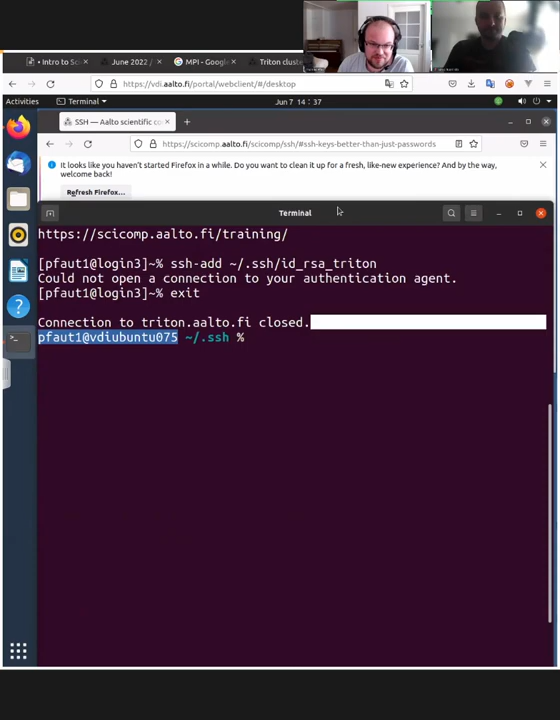 • Intro to Sc
June 2022 /
MPI - Google
Triton cluste
https://vdi.aalto.fi/portal/webclient/#/desktop
Activities
Terminal
Jun 7 14:37
SSH — Aalto scientific co
https://scicomp.aalto.fi/scicomp/ssh/#ssh-keys-better-than-just-passwords
It looks like you haven't started Firefox in a while. Do you want to clean it up for a fresh, like-new experience? And by the way,
welcome back!
Refresh Firefox...
Terminal
https://scicomp.aalto.fi/training/
[pfaut1@login3]~% ssh-add ~/.ssh/id_rsa_triton
Could not open a connection to your authentication agent.
[pfaut1@login3]~% exit
Connection to triton.aalto.fi closed.
pfaut1@vdiubuntu075 ~/.ssh %